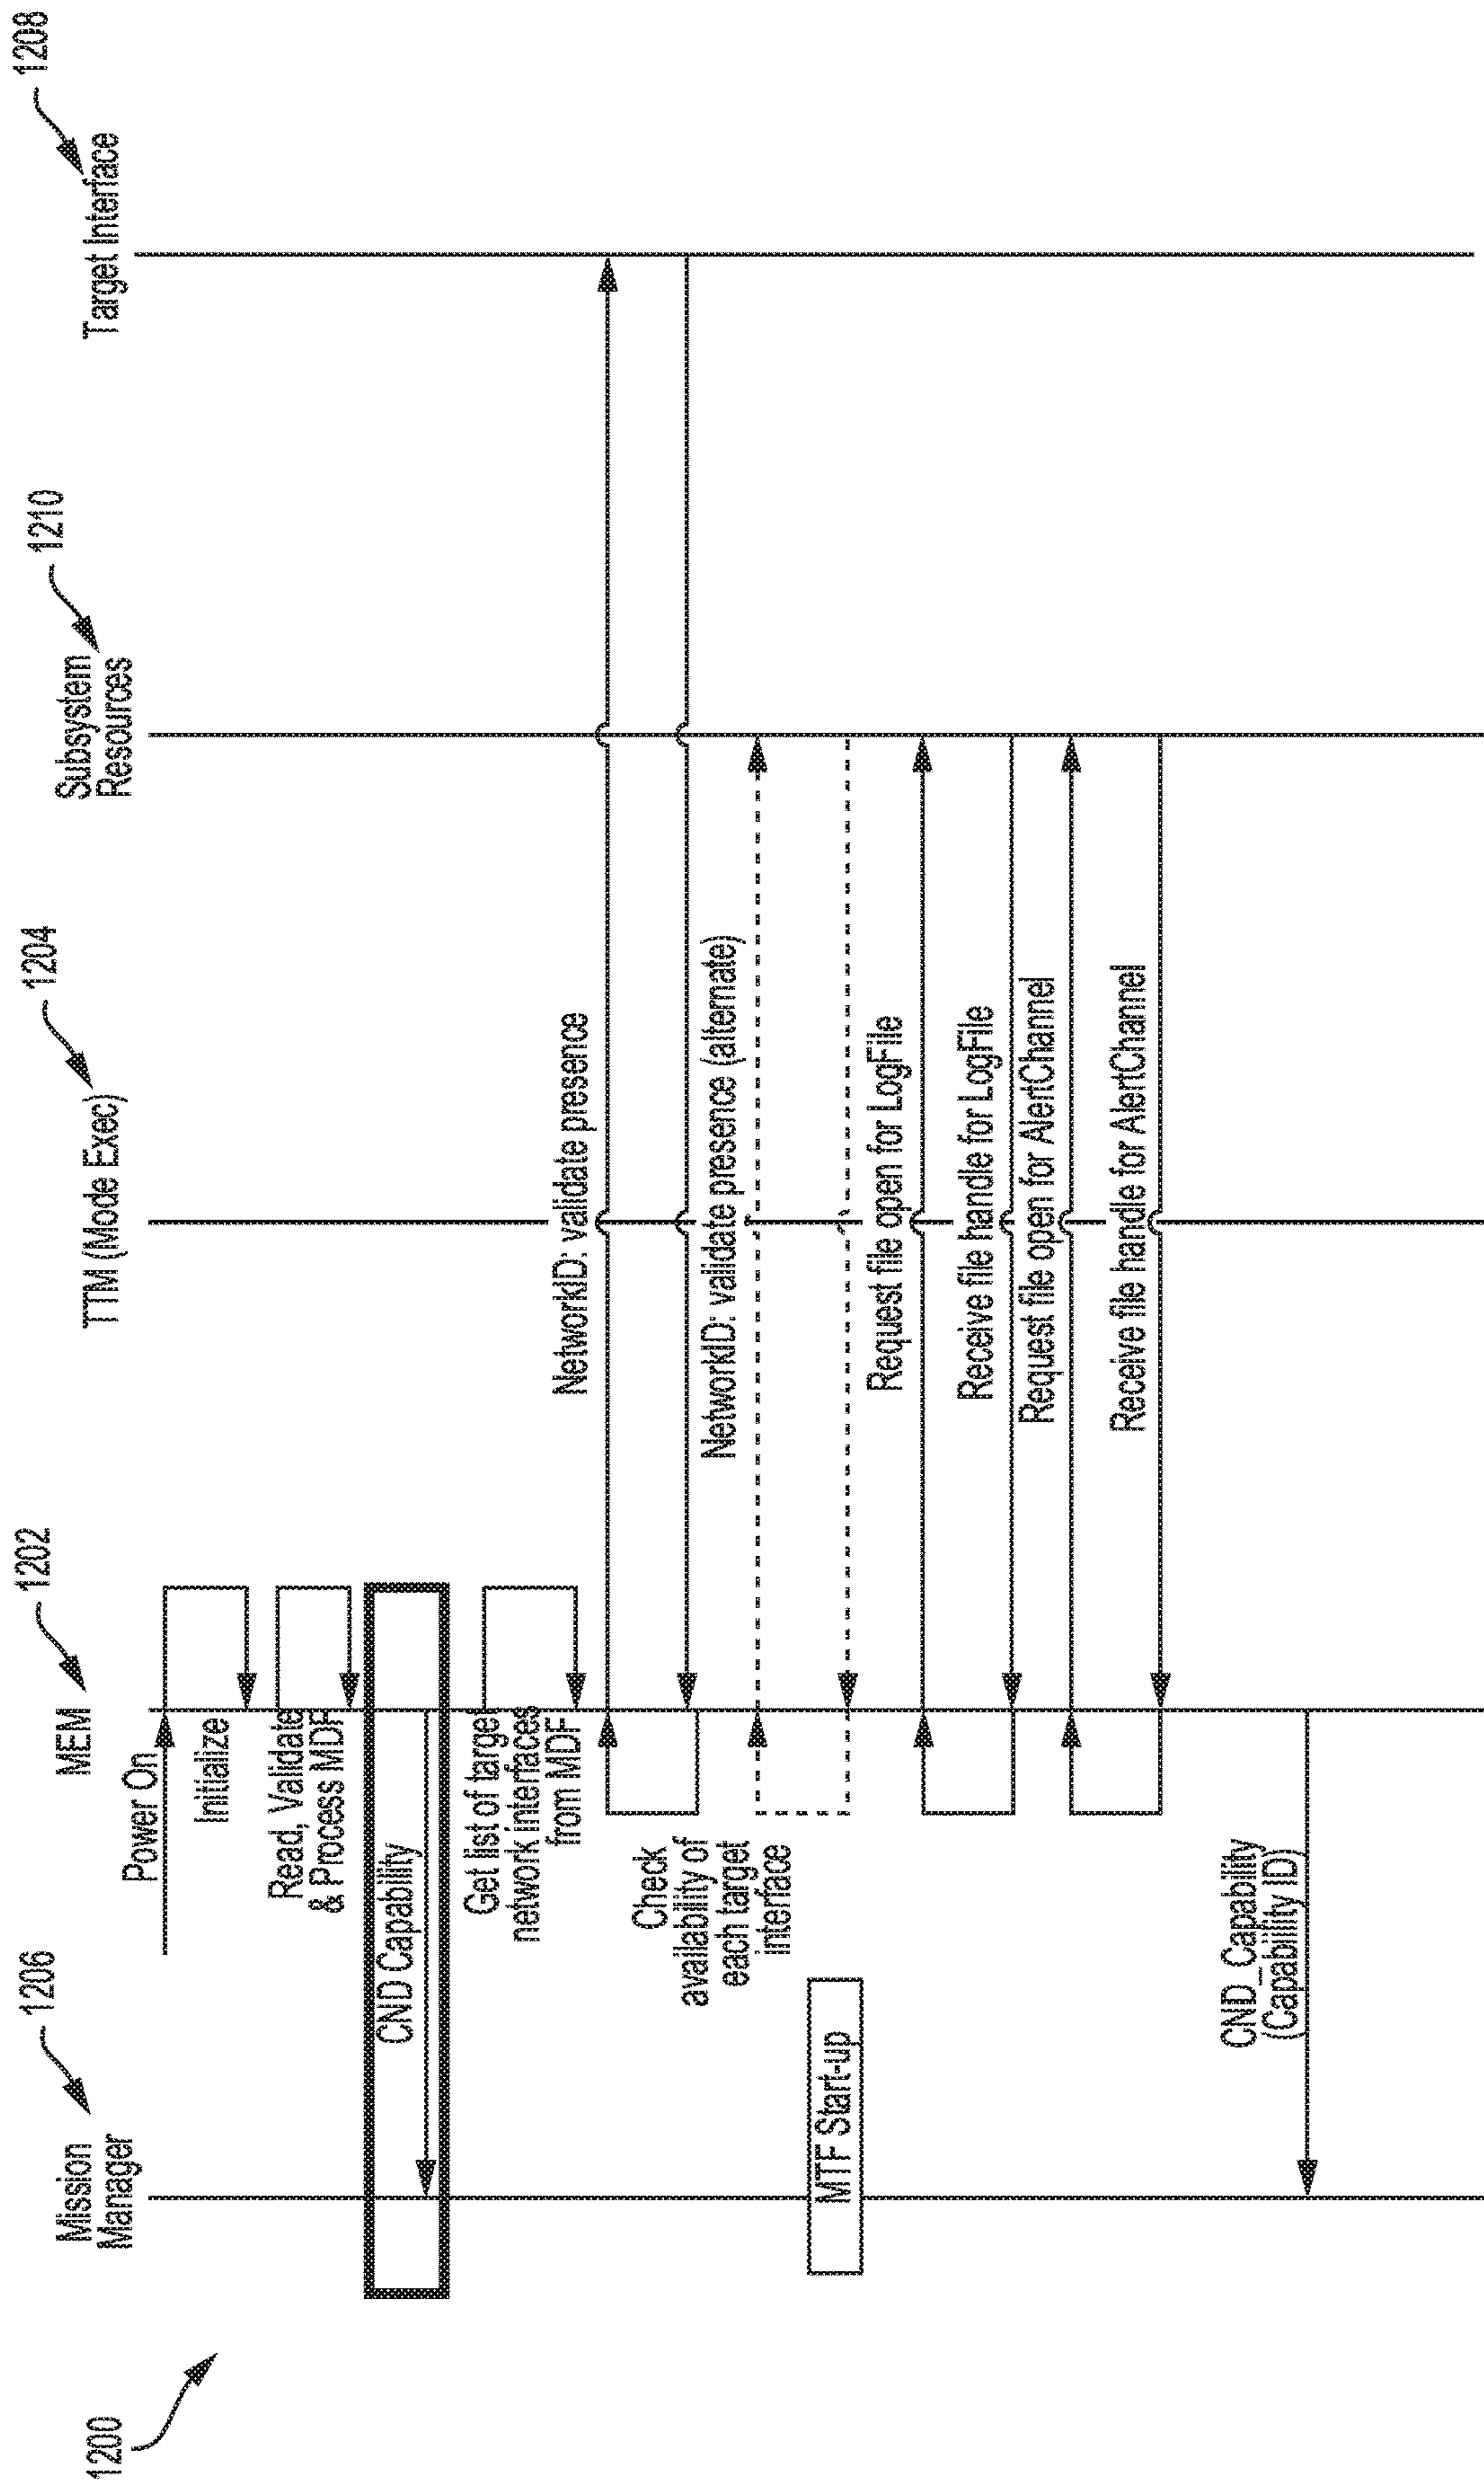 1200
1206
Mission
Manager
1202
MEM
1204
TTM (Mode Exec)
1210
Subsystem
Resources
1208
Target Interface
Power On
Initialize
Read, Validate
& Process MDF
CND Capability
Get list of target
network interfaces
from MDF
NetworkID: validate presence
Check
availability of
each target
interface
NetworkID: validate presence (alternate)
MTF Start-up
Request file open for LogFile
Receive file handle for LogFile
Request file open for AlertChannel
Receive file handle for AlertChannel
CND_Capability
(Capability ID)